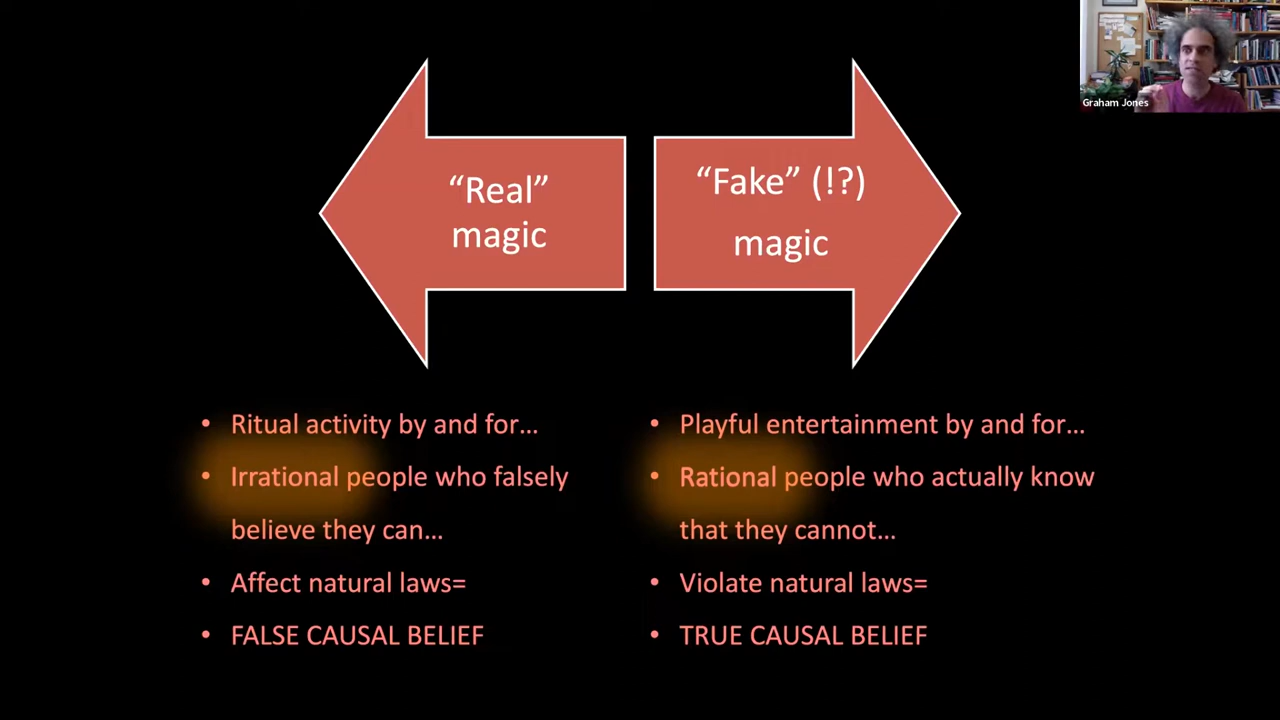 “Real”
magic
“Fake” (!?)
magic
Graham Jones
• Ritual activity by and for…
• Irrational people who falsely
believe they can…
• Affect natural laws=
• FALSE CAUSAL BELIEF
• Playful entertainment by and for…
• Rational people who actually know
that they cannot…
• Violate natural laws=
• TRUE CAUSAL BELIEF